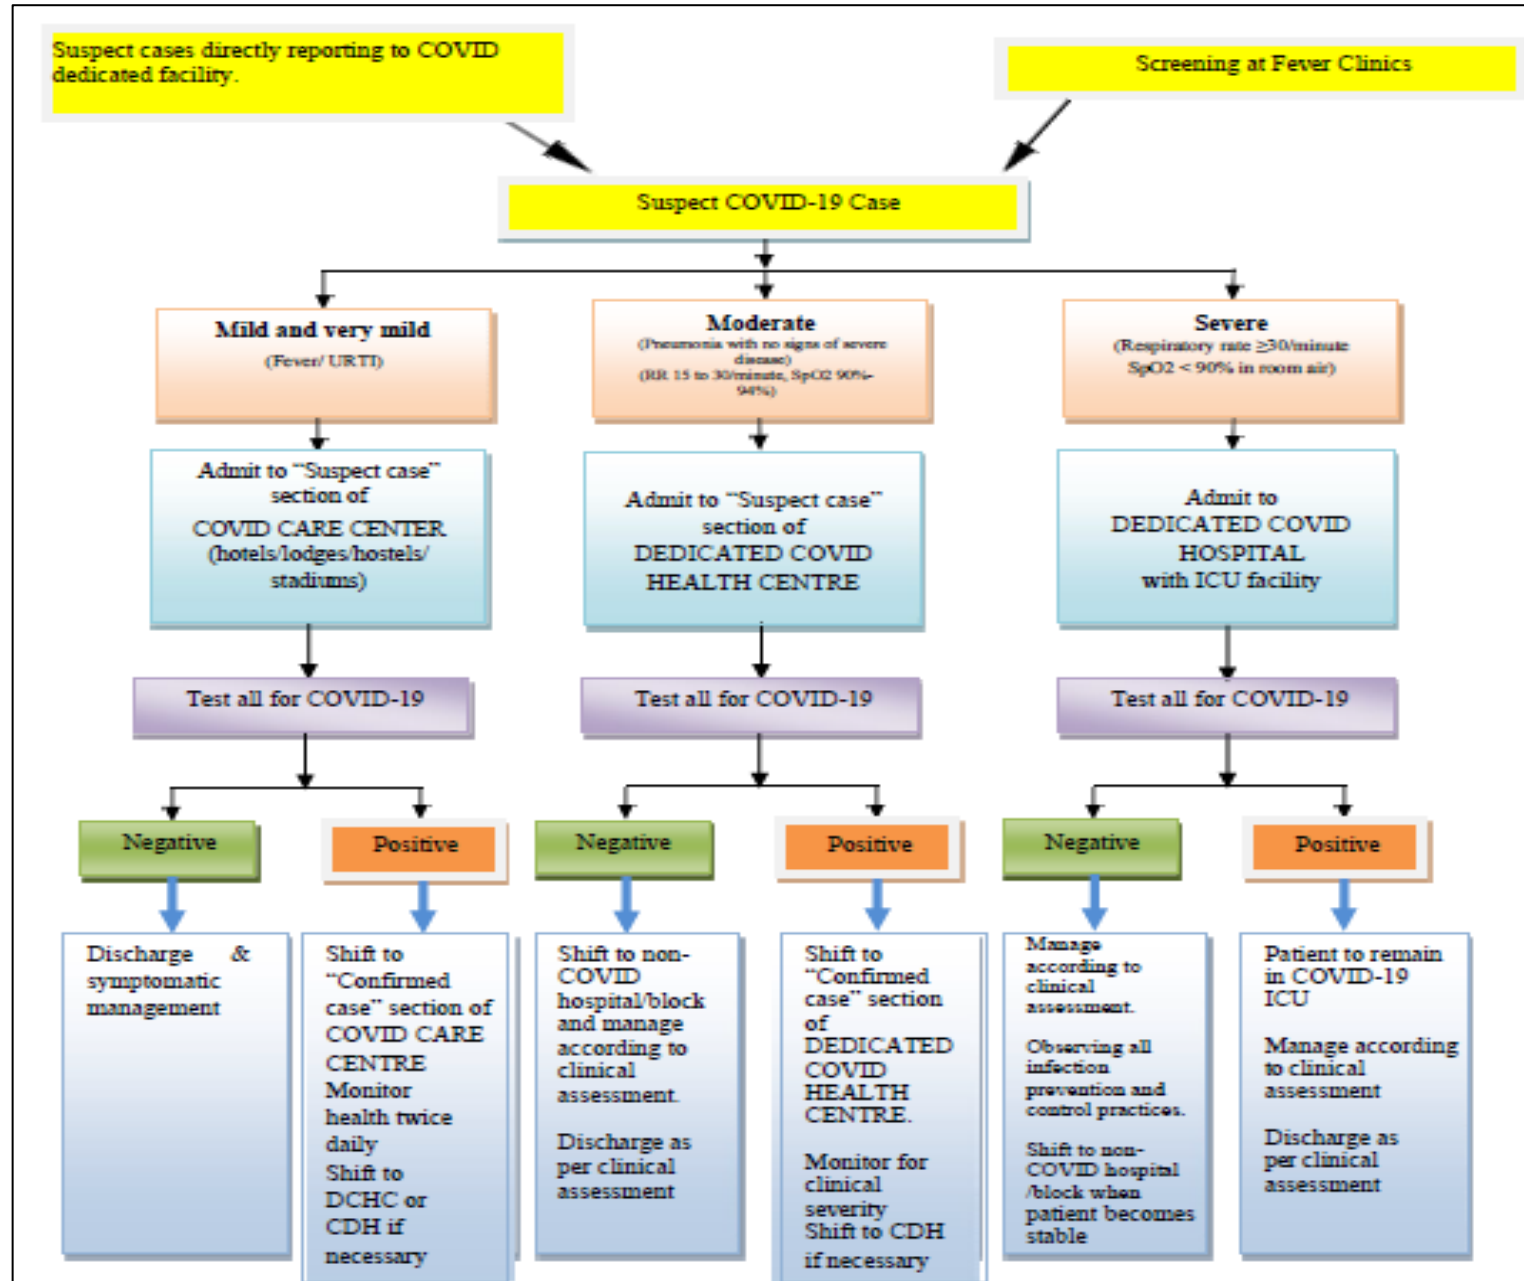 Suspect cases directly reporting to COVID
dedicated facility.
Screening at Fever Clinics
Suspect COVID-19 Case
Mild and very mild
(Fever/ URTI)
Moderate
(Pneumonia with no signs of severe
disease)
(RR 15 to 30/minute, SpO2 90%-
94%)
Severe
(Respiratory rate ≥30/minute
SpO2 < 90% in room air)
Admit to “Suspect case”
section of
COVID CARE CENTER
(hotels/lodges/hostels/
stadiums)
Admit to “Suspect case”
section of
DEDICATED COVID
HEALTH CENTRE
Admit to
DEDICATED COVID
HOSPITAL
with ICU facility
Test all for COVID-19
Test all for COVID-19
Test all for COVID-19
Negative
Positive
Negative
Positive
Negative
Positive
Discharge &
symptomatic
management
Shift to
“Confirmed
case” section of
COVID CARE
CENTRE
Monitor
health twice
daily
Shift to
DCHC or
CDH if
necessary
Shift to non-
COVID
hospital/block
and manage
according to
clinical
assessment.
Discharge as
per clinical
assessment
Shift to
“Confirmed
case” section
of
DEDICATED
COVID
HEALTH
CENTRE.
Monitor for
clinical
severity
Shift to CDH
if necessary
Manage
according to
clinical
assessment.
Observing all
infection
prevention and
control practices.
Shift to non-
COVID hospital
/block when
patient becomes
stable
Patient to remain
in COVID-19
ICU
Manage according
to clinical
assessment
Discharge as
per clinical
assessment